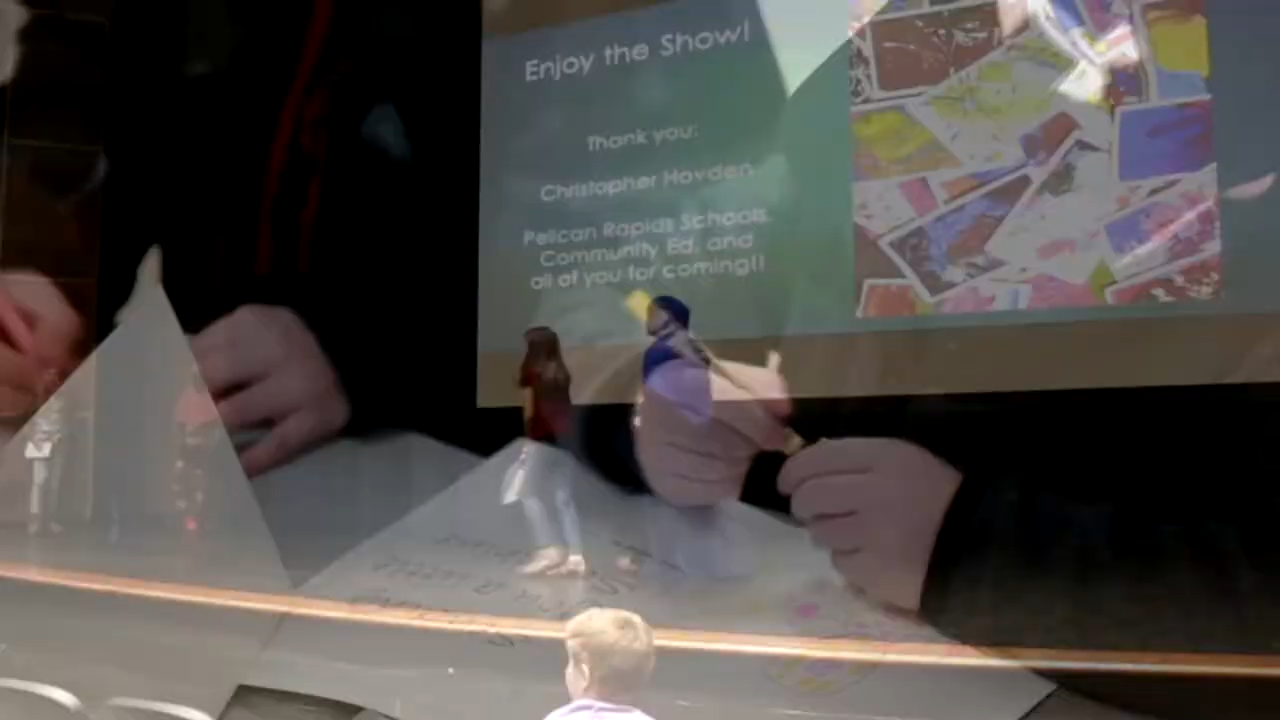 Enjoy the Show!
Thank you:
Christopher Hovden
Pelican Rapids Schools,
Community Ed, and
all of you for coming!!